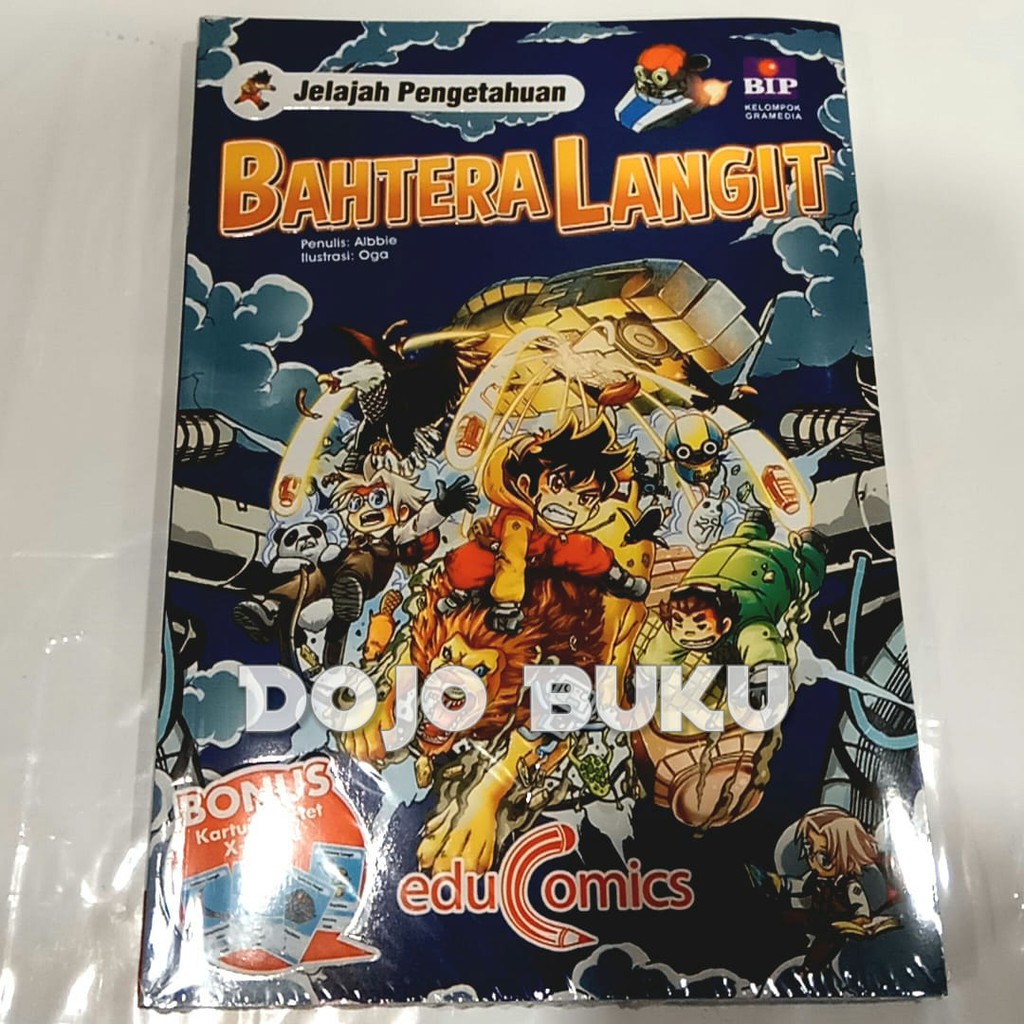 Jelajah Pengetahuan
BIP
KELOMPOK
GRAMEDIA
BAHTERA LANGIT
Penulis: Albbie
Ilustrasi: Oga
DOJO BUKU
BONUS
Kartu
eduComics